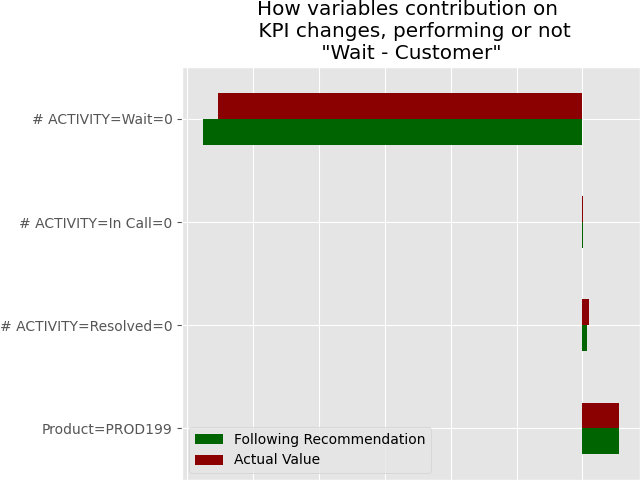 How variables contribution on
KPI changes, performing or not
"Wait - Customer"
# ACTIVITY=Wait=0
# ACTIVITY=In Call=0
# ACTIVITY=Resolved=0
Product=PROD199
Following Recommendation
Actual Value